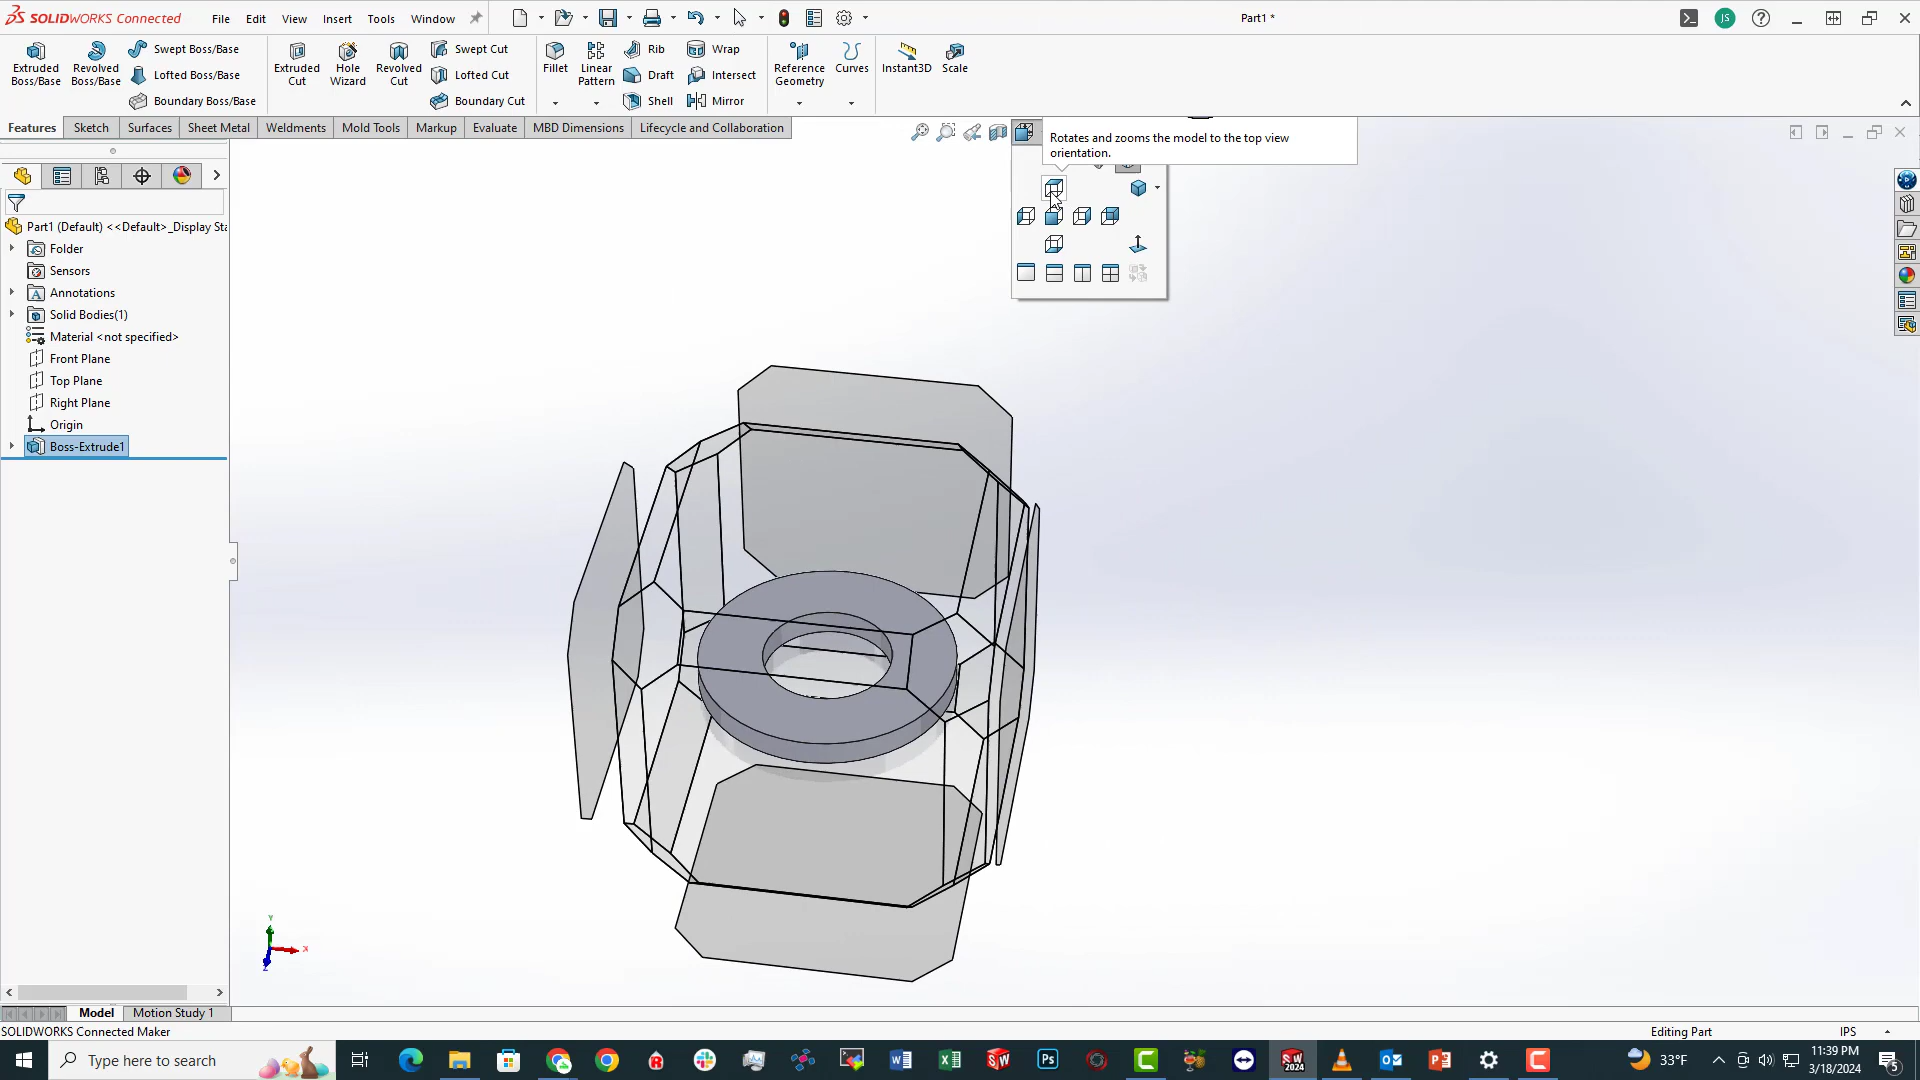 SOLIDWORKS Connected
File Edit View Insert Tools Window
Part1 *
JS
Extruded Boss/Base
Revolved Boss/Base
Swept Boss/Base
Lofted Boss/Base
Boundary Boss/Base
Extruded Cut
Hole Wizard
Revolved Cut
Swept Cut
Lofted Cut
Boundary Cut
Fillet
Linear Pattern
Rib
Draft
Shell
Wrap
Intersect
Mirror
Reference Geometry
Curves
Instant3D
Scale
Features Sketch Surfaces Sheet Metal Weldments Mold Tools Markup Evaluate MBD Dimensions Lifecycle and Collaboration
Rotates and zooms the model to the top view
orientation.
Part1 (Default) <<Default>_Display Sta
Folder
Sensors
Annotations
Solid Bodies(1)
Material <not specified>
Front Plane
Top Plane
Right Plane
Origin
Boss-Extrude1
Y
X
Z
Model Motion Study 1
SOLIDWORKS Connected Maker
Editing Part
IPS
Type here to search
33°F
11:39 PM
3/18/2024
5